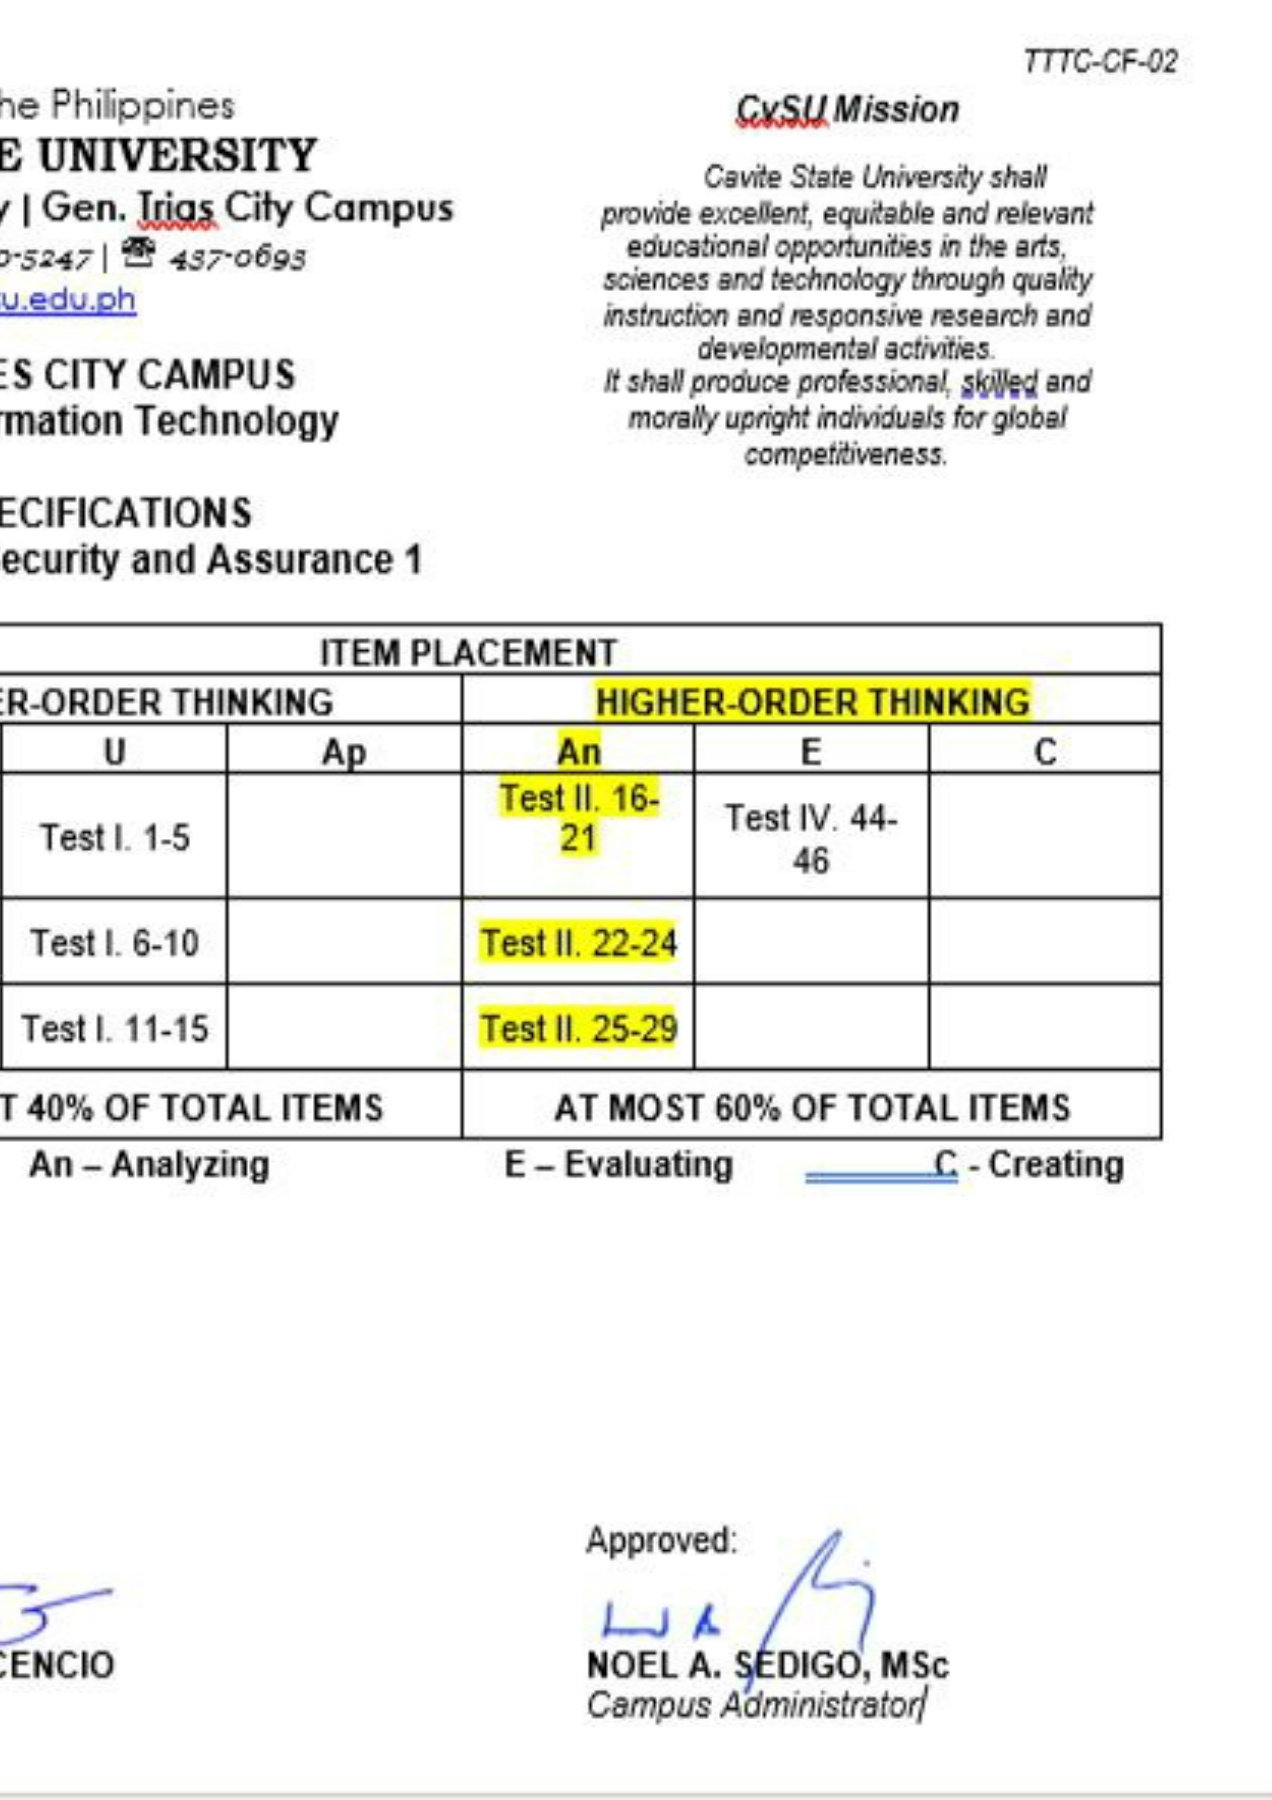 TTTC-CF-02
he Philippines
CvSU Mission
E UNIVERSITY
Cavite State University shall
y | Gen. Trias City Campus
provide excellent, equitable and relevant
educational opportunities in the arts,
0-5247 | ☎ 437-0693
sciences and technology through quality
su.edu.ph
instruction and responsive research and
developmental activities.
ES CITY CAMPUS
It shall produce professional, skilled and
rmation Technology
morally upright individuals for global
competitiveness.
ECIFICATIONS
ecurity and Assurance 1
ITEM PLACEMENT
ER-ORDER THINKING HIGHER-ORDER THINKING
U Ap An E C
Test I. 1-5 Test II. 16-
21 Test IV. 44-
46
Test I. 6-10 Test II. 22-24
Test I. 11-15 Test II. 25-29
T 40% OF TOTAL ITEMS AT MOST 60% OF TOTAL ITEMS
An – Analyzing E – Evaluating C - Creating
Approved:
CENCIO NOEL A. SEDIGO, MSc
Campus Administrator